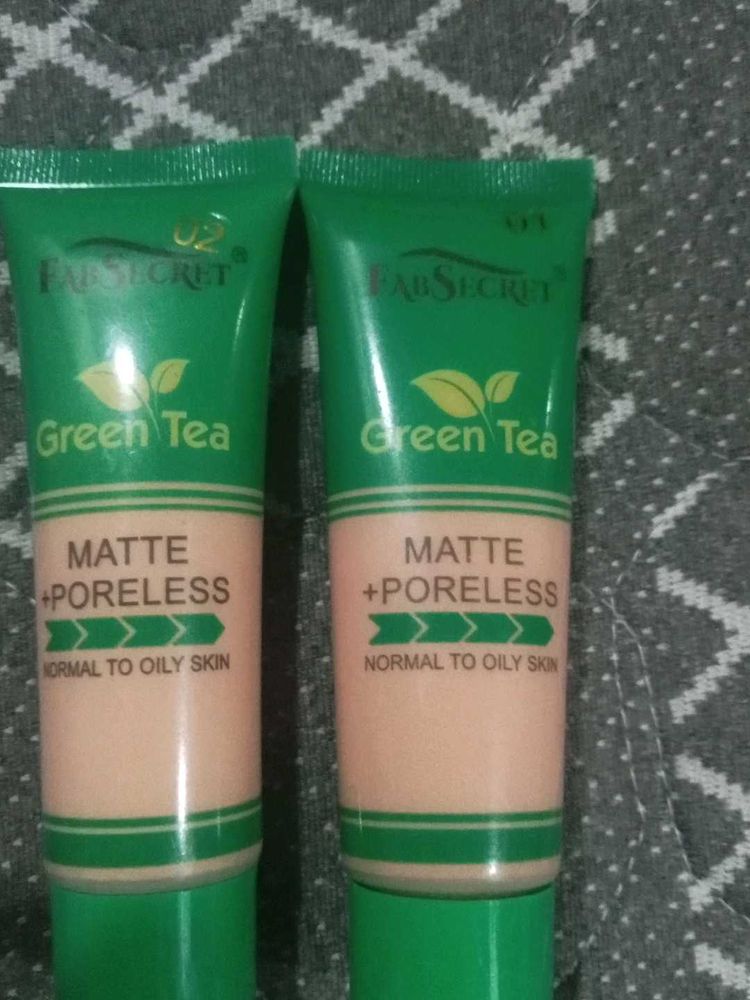 02
FABSECRET®
Green Tea
MATTE
+PORELESS
NORMAL TO OILY SKIN
FABSECRET®
Green Tea
MATTE
+PORELESS
NORMAL TO OILY SKIN